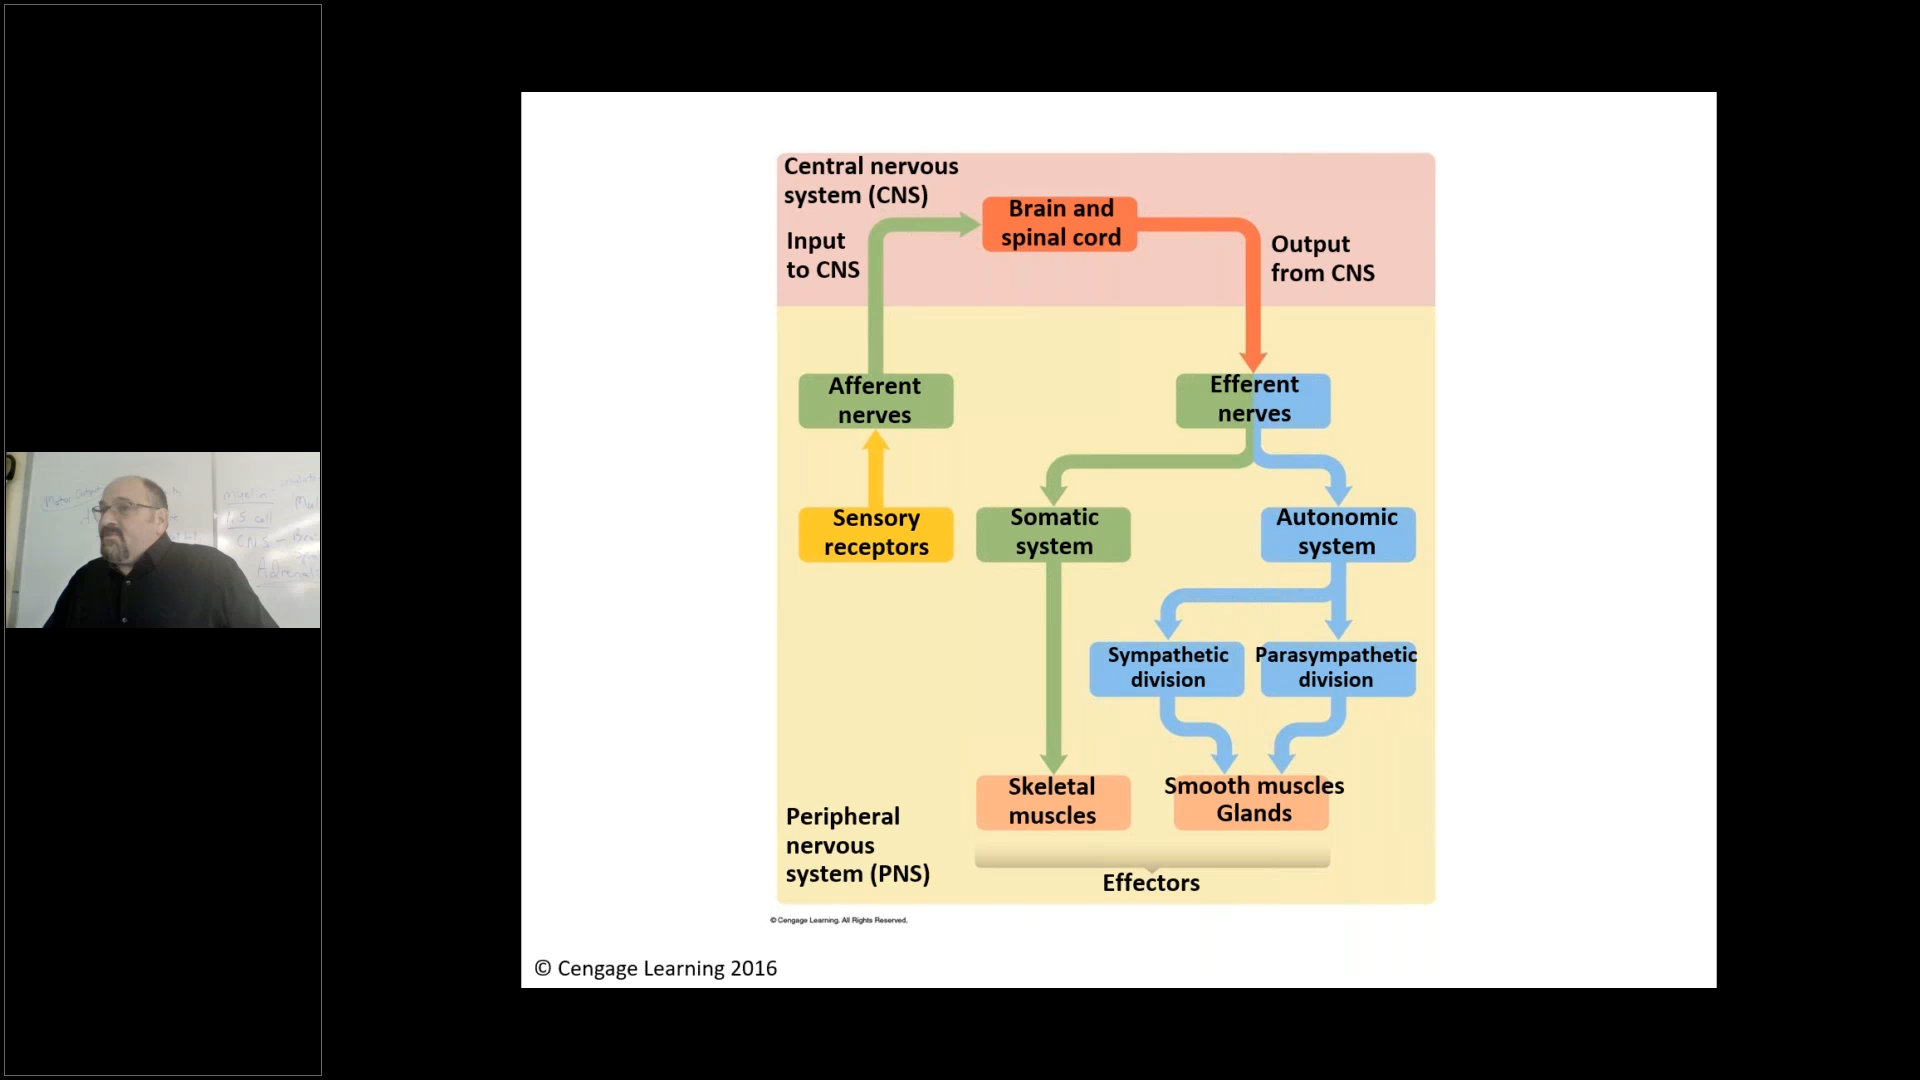 Central nervous
system (CNS)
Brain and
spinal cord
Input
to CNS
Output
from CNS
Afferent
nerves
Efferent
nerves
Sensory
receptors
Somatic
system
Autonomic
system
Sympathetic
division
Parasympathetic
division
Skeletal
muscles
Smooth muscles
Glands
Peripheral
nervous
system (PNS)
Effectors
© Cengage Learning. All Rights Reserved.
© Cengage Learning 2016
myelin
CNS -